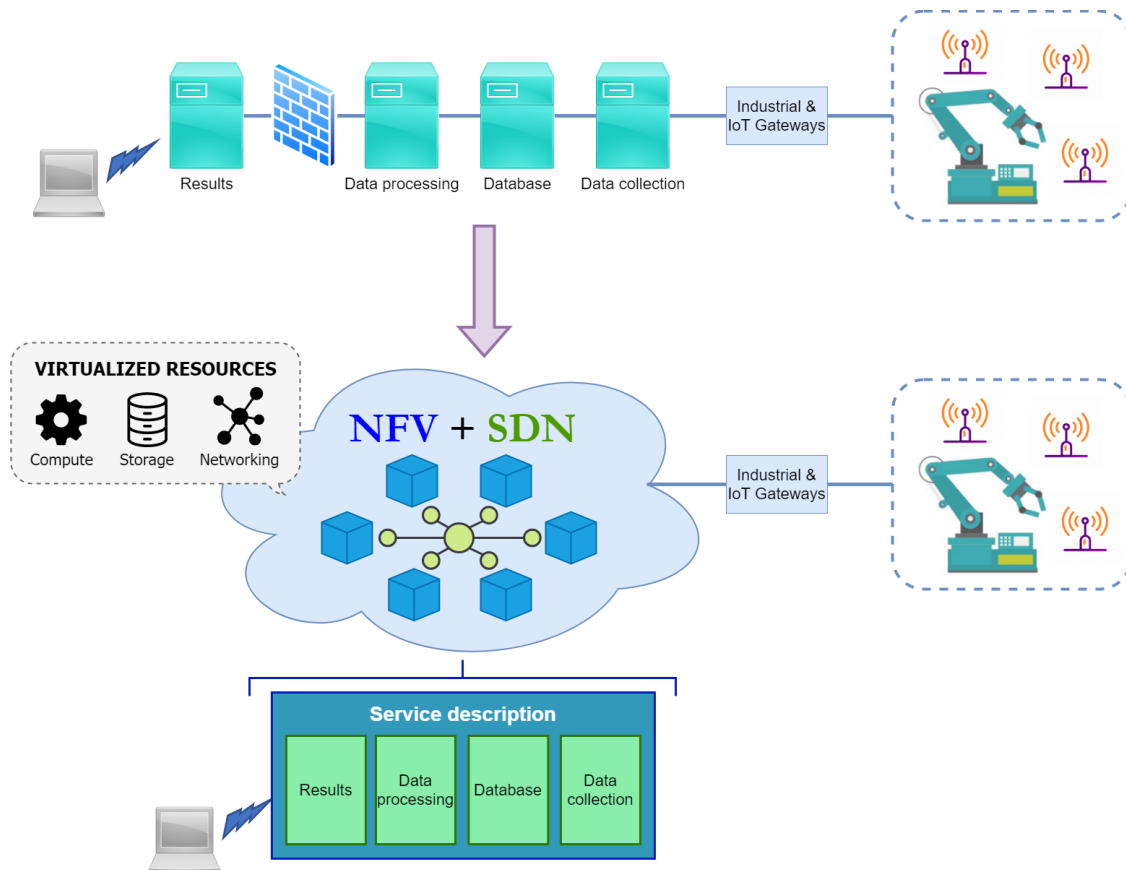 Results
Data processing
Database
Data collection
Industrial &
IoT Gateways
VIRTUALIZED RESOURCES
Compute
Storage
Networking
NFV + SDN
Industrial &
IoT Gateways
Service description
Results
Data
processing
Database
Data
collection